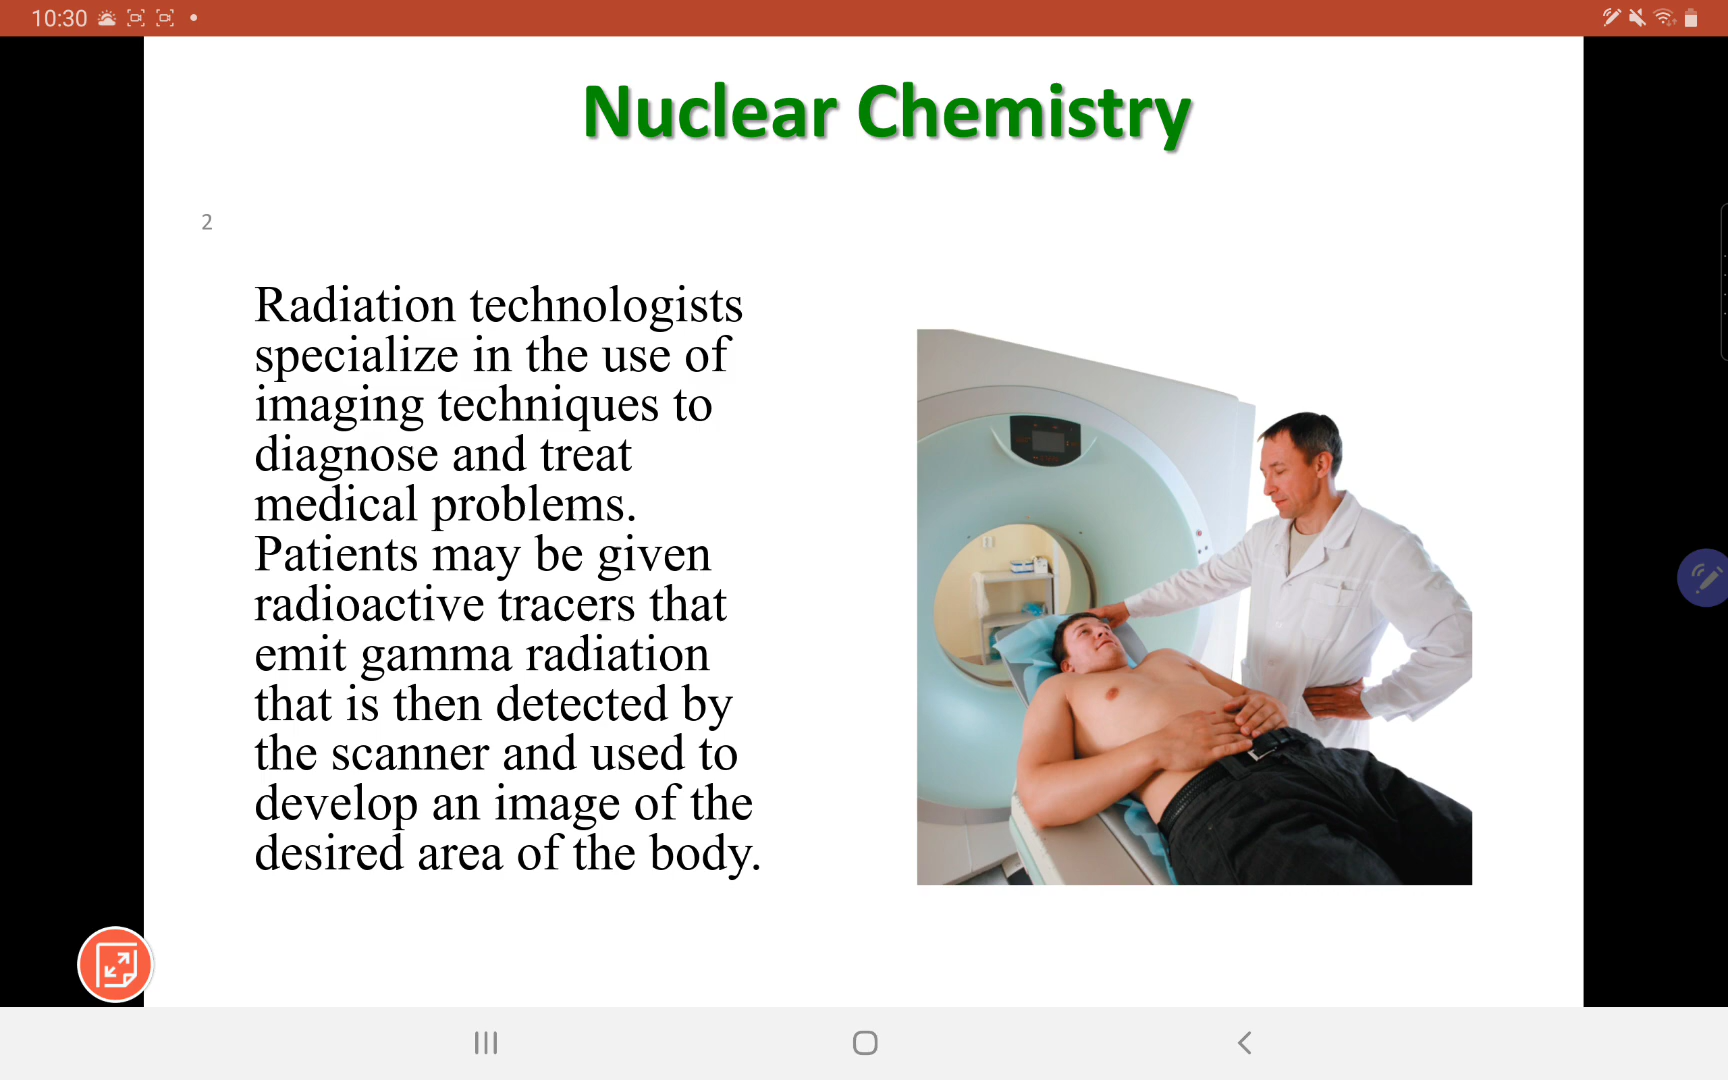 10:30
Nuclear Chemistry
2
Radiation technologists
specialize in the use of
imaging techniques to
diagnose and treat
medical problems.
Patients may be given
radioactive tracers that
emit gamma radiation
that is then detected by
the scanner and used to
develop an image of the
desired area of the body.